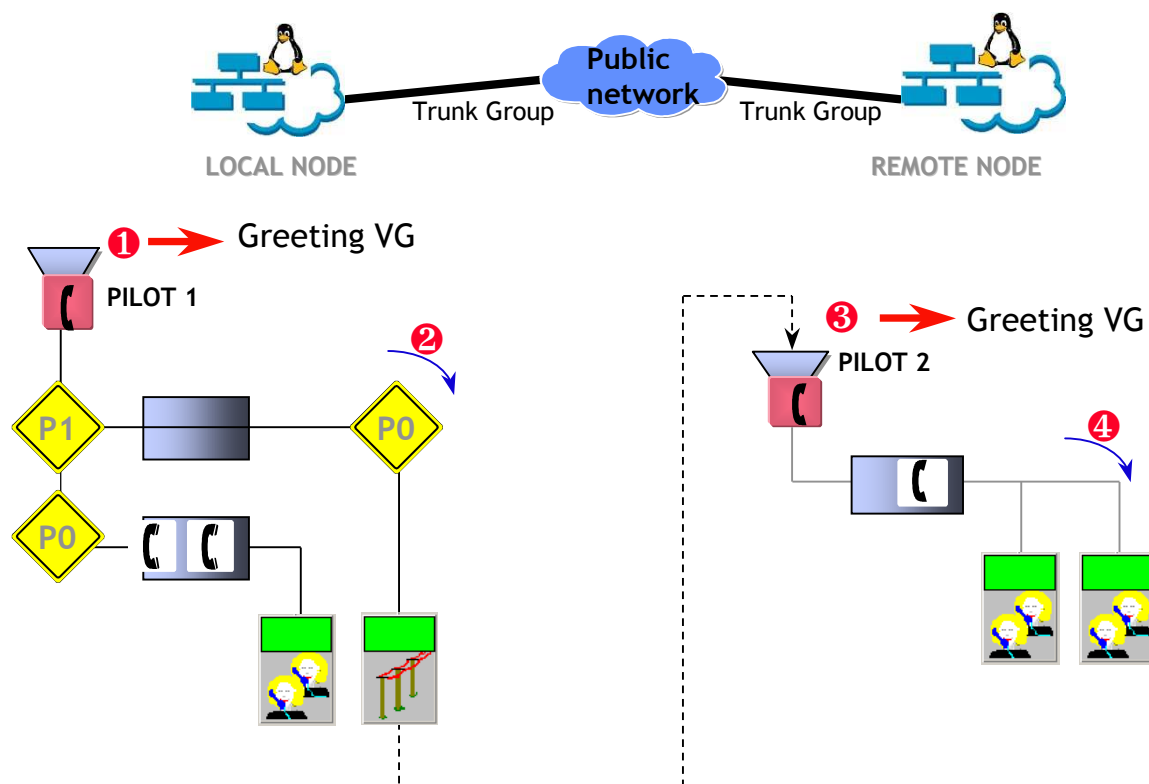 Public
network
Trunk Group
Trunk Group
LOCAL NODE
REMOTE NODE
1
Greeting VG
PILOT 1
2
3
Greeting VG
PILOT 2
P1
P0
4
P0